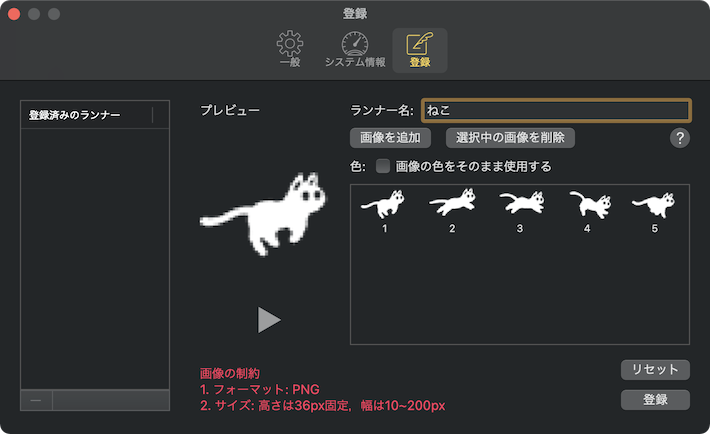 登録
一般
システム情報
登録
登録済みのランナー
プレビュー
ランナー名:
ねこ
画像を追加
選択中の画像を削除
?
色:
画像の色をそのまま使用する
1
2
3
4
5
画像の制約
1. フォーマット: PNG
2. サイズ: 高さは36px固定，幅は10~200px
リセット
登録